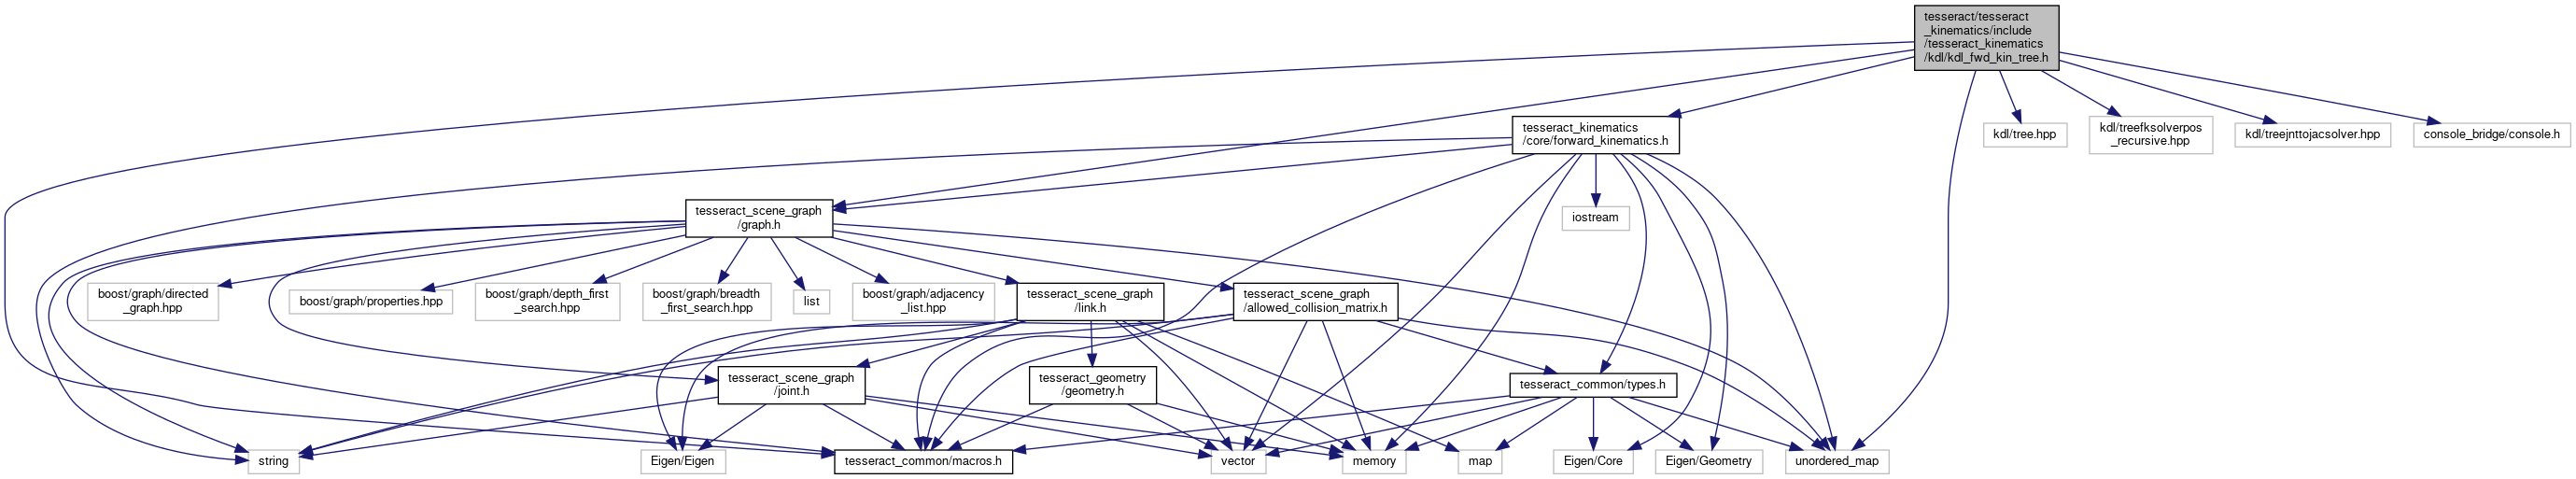 tesseract/tesseract
_kinematics/include
/tesseract_kinematics
/kdl/kdl_fwd_kin_tree.h
tesseract_kinematics
/core/forward_kinematics.h
kdl/tree.hpp
kdl/treefksolverpos
_recursive.hpp
kdl/treejnttojacsolver.hpp
console_bridge/console.h
tesseract_scene_graph
/graph.h
iostream
boost/graph/directed
_graph.hpp
boost/graph/properties.hpp
boost/graph/depth_first
_search.hpp
boost/graph/breadth
_first_search.hpp
list
boost/graph/adjacency
_list.hpp
tesseract_scene_graph
/link.h
tesseract_scene_graph
/allowed_collision_matrix.h
tesseract_scene_graph
/joint.h
tesseract_geometry
/geometry.h
tesseract_common/types.h
string
Eigen/Eigen
tesseract_common/macros.h
vector
memory
map
Eigen/Core
Eigen/Geometry
unordered_map